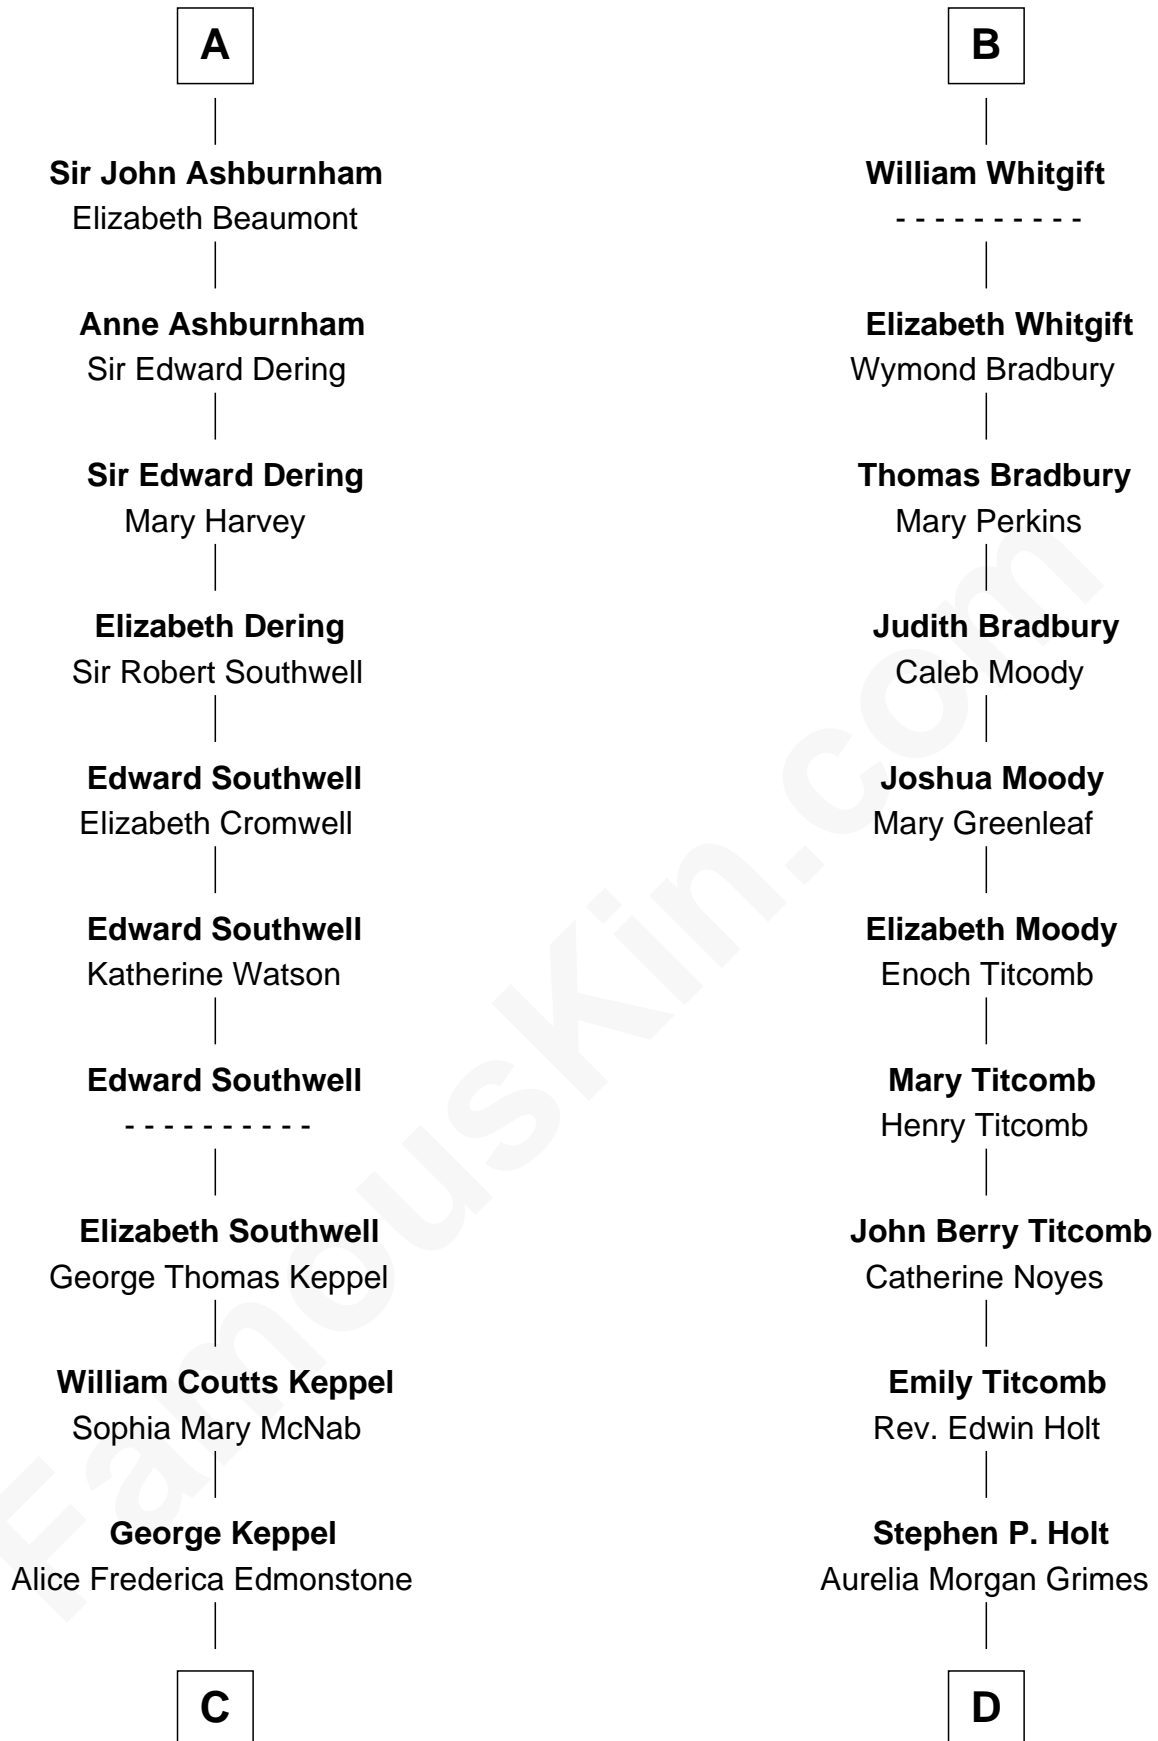 A
Sir John Ashburnham
Elizabeth Beaumont
Anne Ashburnham
Sir Edward Dering
Sir Edward Dering
Mary Harvey
Elizabeth Dering
Sir Robert Southwell
Edward Southwell
Elizabeth Cromwell
Edward Southwell
Katherine Watson
Edward Southwell
- - - - - - - - - -
Elizabeth Southwell
George Thomas Keppel
William Coutts Keppel
Sophia Mary McNab
George Keppel
Alice Frederica Edmonstone
C
B
William Whitgift
- - - - - - - - - -
Elizabeth Whitgift
Wymond Bradbury
Thomas Bradbury
Mary Perkins
Judith Bradbury
Caleb Moody
Joshua Moody
Mary Greenleaf
Elizabeth Moody
Enoch Titcomb
Mary Titcomb
Henry Titcomb
John Berry Titcomb
Catherine Noyes
Emily Titcomb
Rev. Edwin Holt
Stephen P. Holt
Aurelia Morgan Grimes
D
FamousKin.com